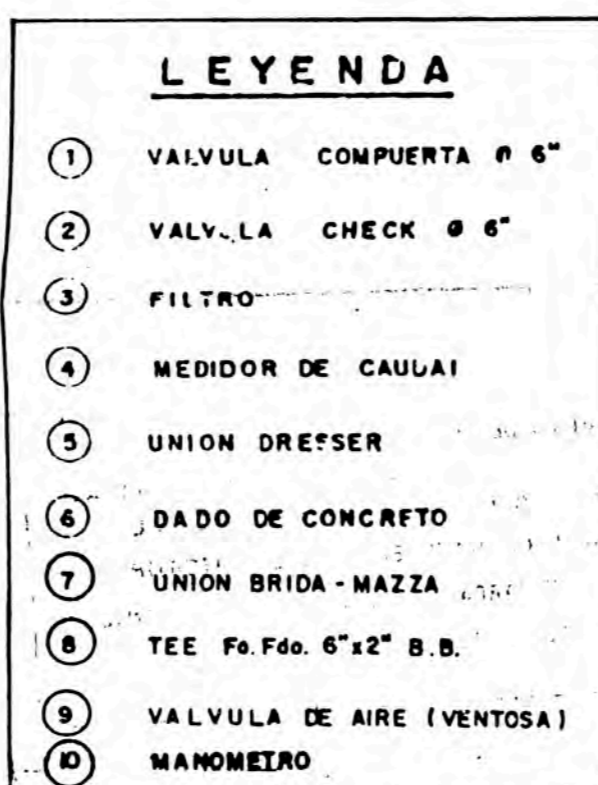 LEYENDA
1 VALVULA COMPUERTA Ø 6"
2 VALVULA CHECK Ø 6"
3 FILTRO
4 MEDIDOR DE CAUDAL
5 UNION DRESSER
6 DADO DE CONCRETO
7 UNION BRIDA - MAZZA
8 TEE Fo. Fdo. 6"x2" B.B.
9 VALVULA DE AIRE (VENTOSA)
10 MANOMETRO